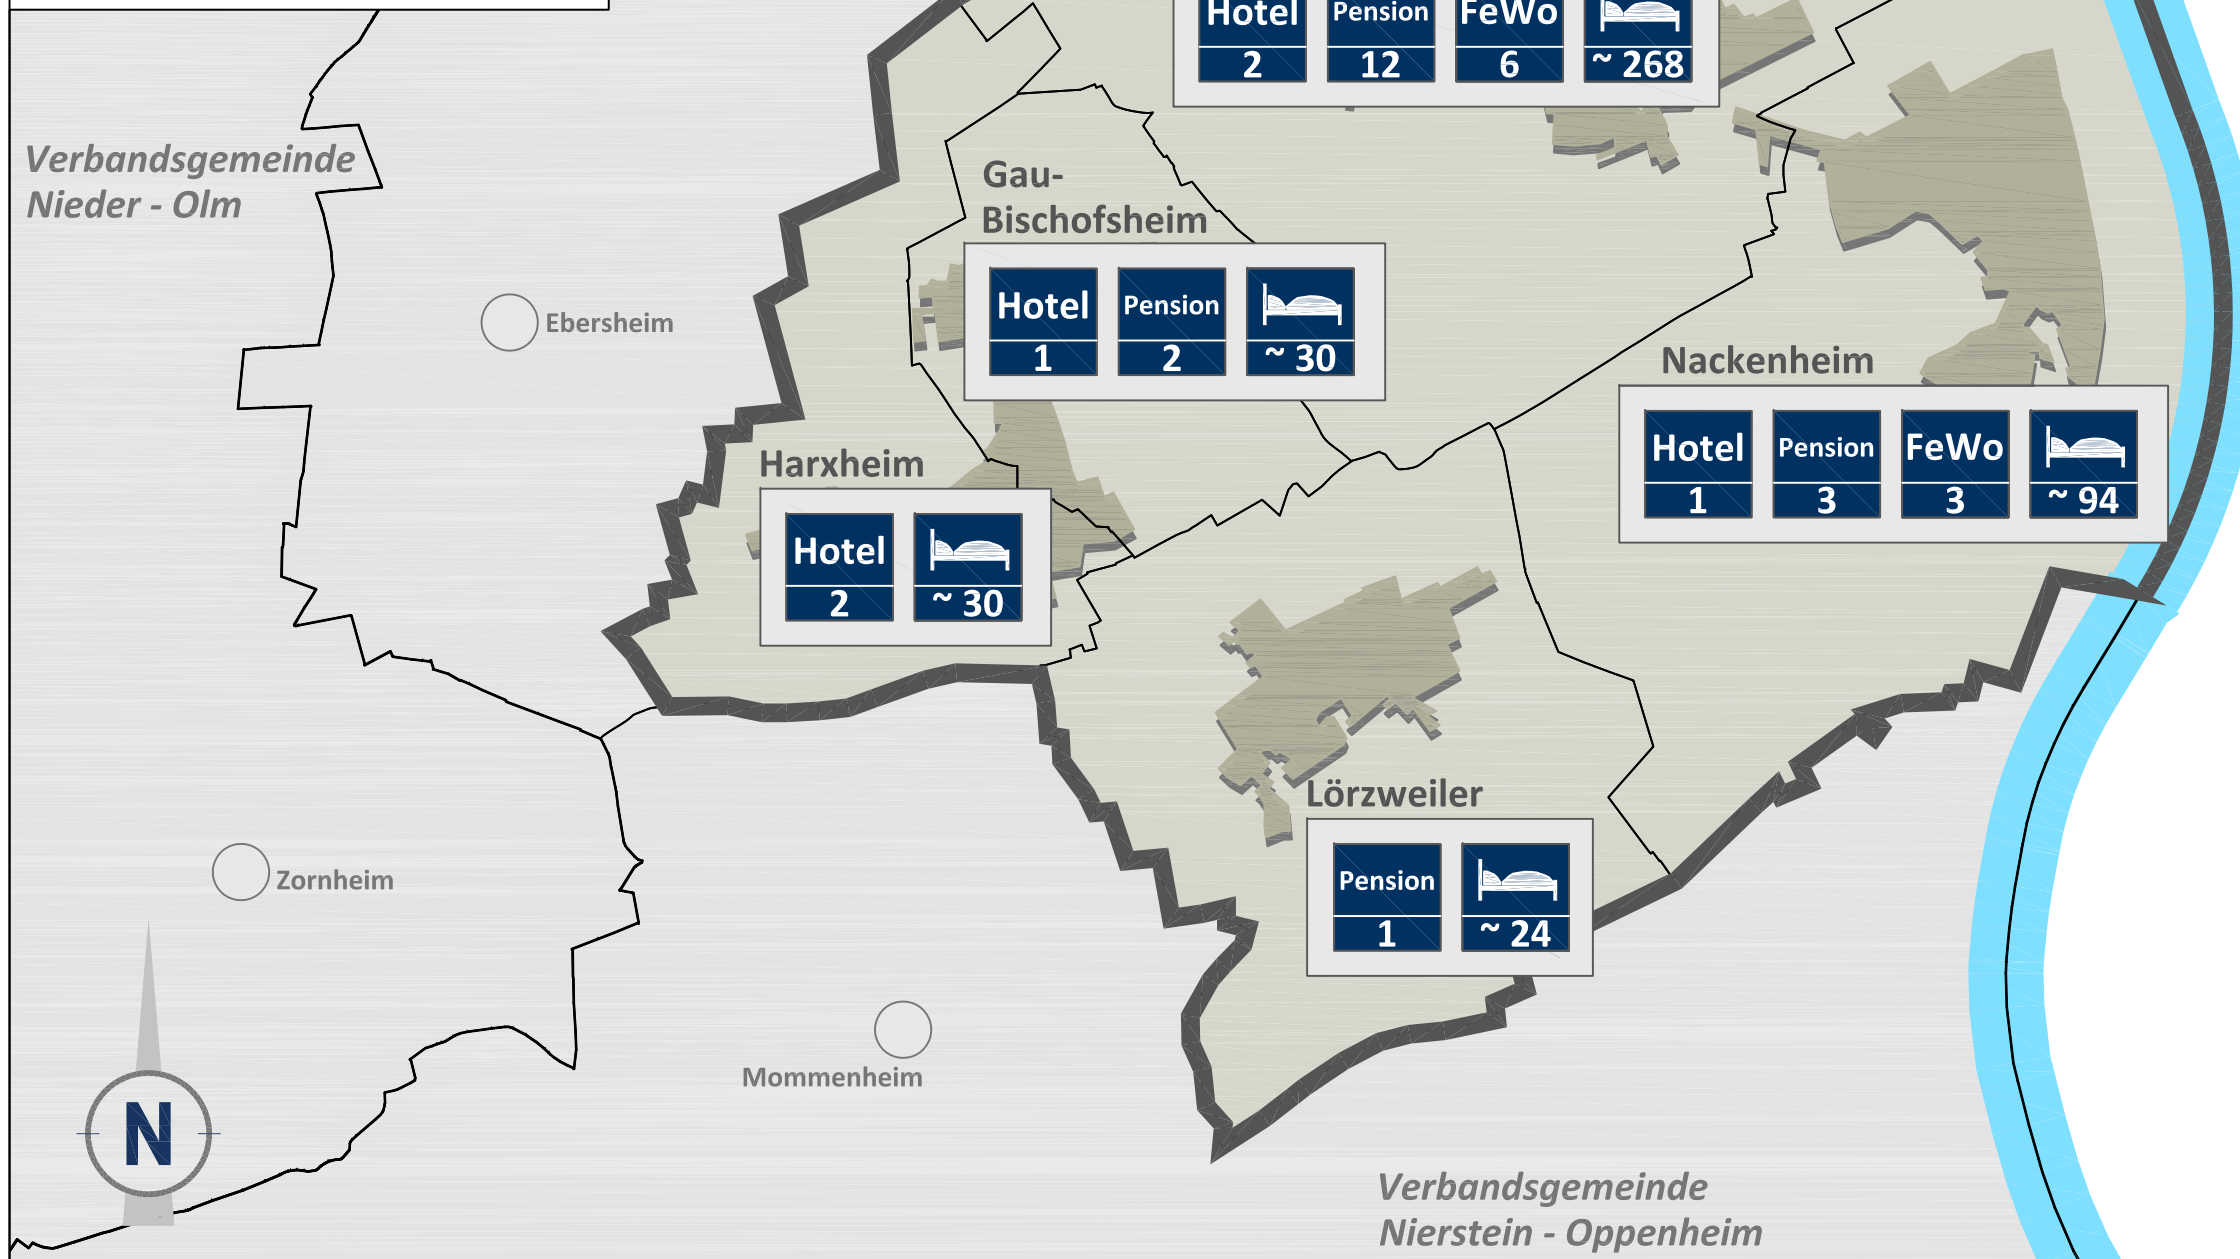 Hotel Pension FeWo
2 12 6 ~ 268
Verbandsgemeinde
Nieder - Olm
Gau-
Bischofsheim
Hotel Pension
1 2 ~ 30
Ebersheim
Nackenheim
Hotel Pension FeWo
1 3 3 ~ 94
Harxheim
Hotel
2 ~ 30
Lörzweiler
Pension
1 ~ 24
Zornheim
Mommenheim
N
Verbandsgemeinde
Nierstein - Oppenheim